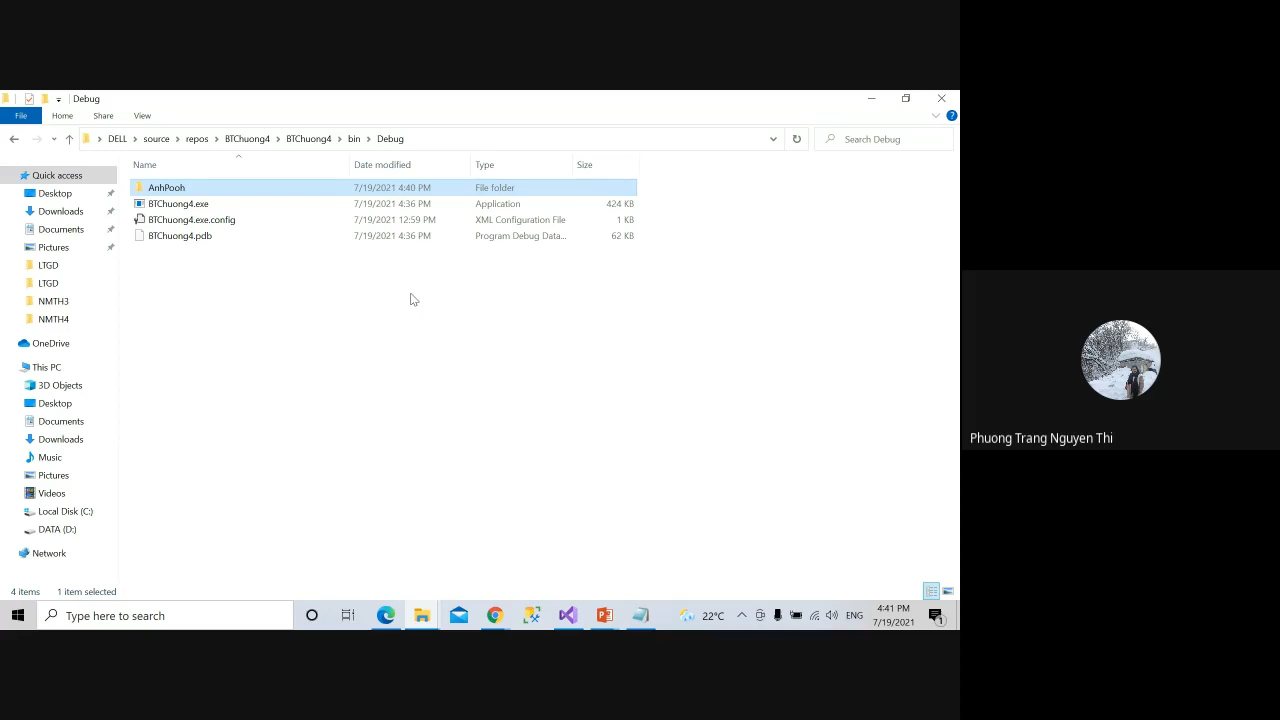 Debug
File Home Share View
DELL source repos BTChuong4 BTChuong4 bin Debug Search Debug
Name Date modified Type Size
AnhPooh 7/19/2021 4:40 PM File folder
BTChuong4.exe 7/19/2021 4:36 PM Application 424 KB
BTChuong4.exe.config 7/19/2021 12:59 PM XML Configuration File 1 KB
BTChuong4.pdb 7/19/2021 4:36 PM Program Debug Data... 62 KB
Quick access
Desktop
Downloads
Documents
Pictures
LTGD
LTGD
NMTH3
NMTH4
OneDrive
This PC
3D Objects
Desktop
Documents
Downloads
Music
Pictures
Videos
Local Disk (C:)
DATA (D:)
Network
4 items 1 item selected
Type here to search
22°C ENG
4:41 PM
7/19/2021
1
Phuong Trang Nguyen Thi